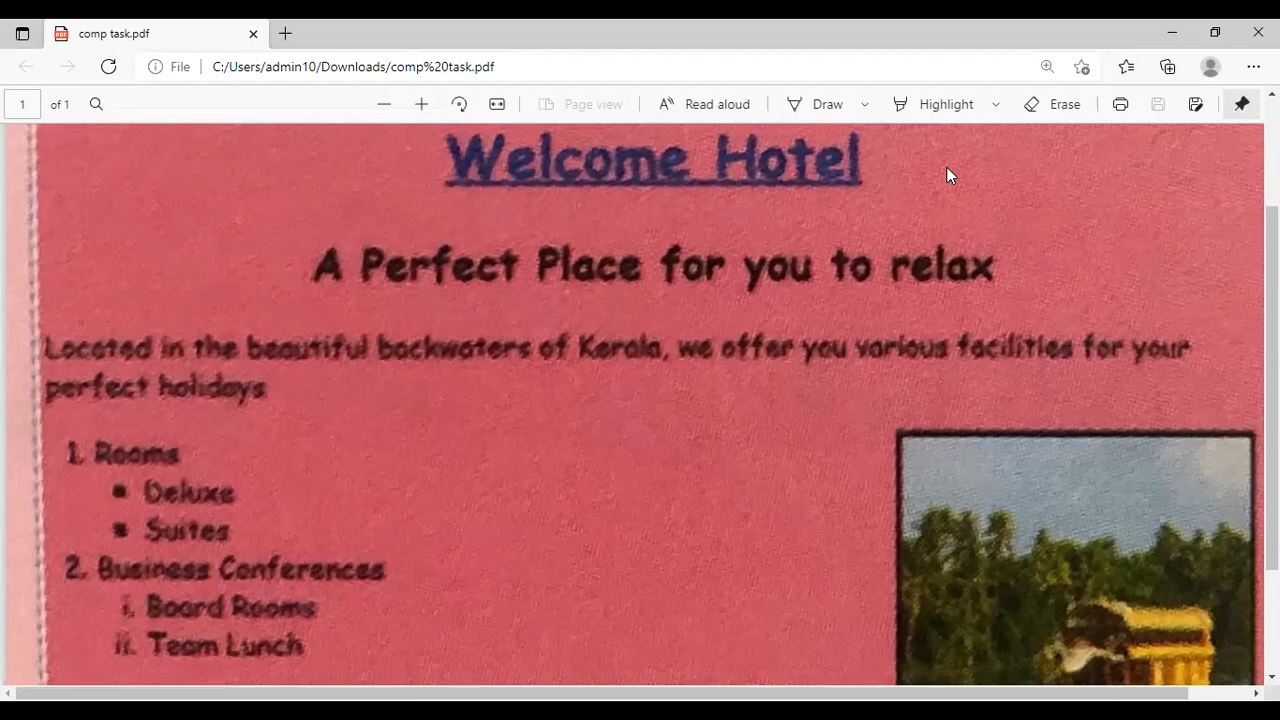 comp task.pdf
File C:/Users/admin10/Downloads/comp%20task.pdf
1 of 1 Page view Read aloud Draw Highlight Erase
Welcome Hotel
A Perfect Place for you to relax
Located in the beautiful backwaters of Kerala, we offer you various facilities for your
perfect holidays
1. Rooms
▪ Deluxe
▪ Suites
2. Business Conferences
i. Board Rooms
ii. Team Lunch